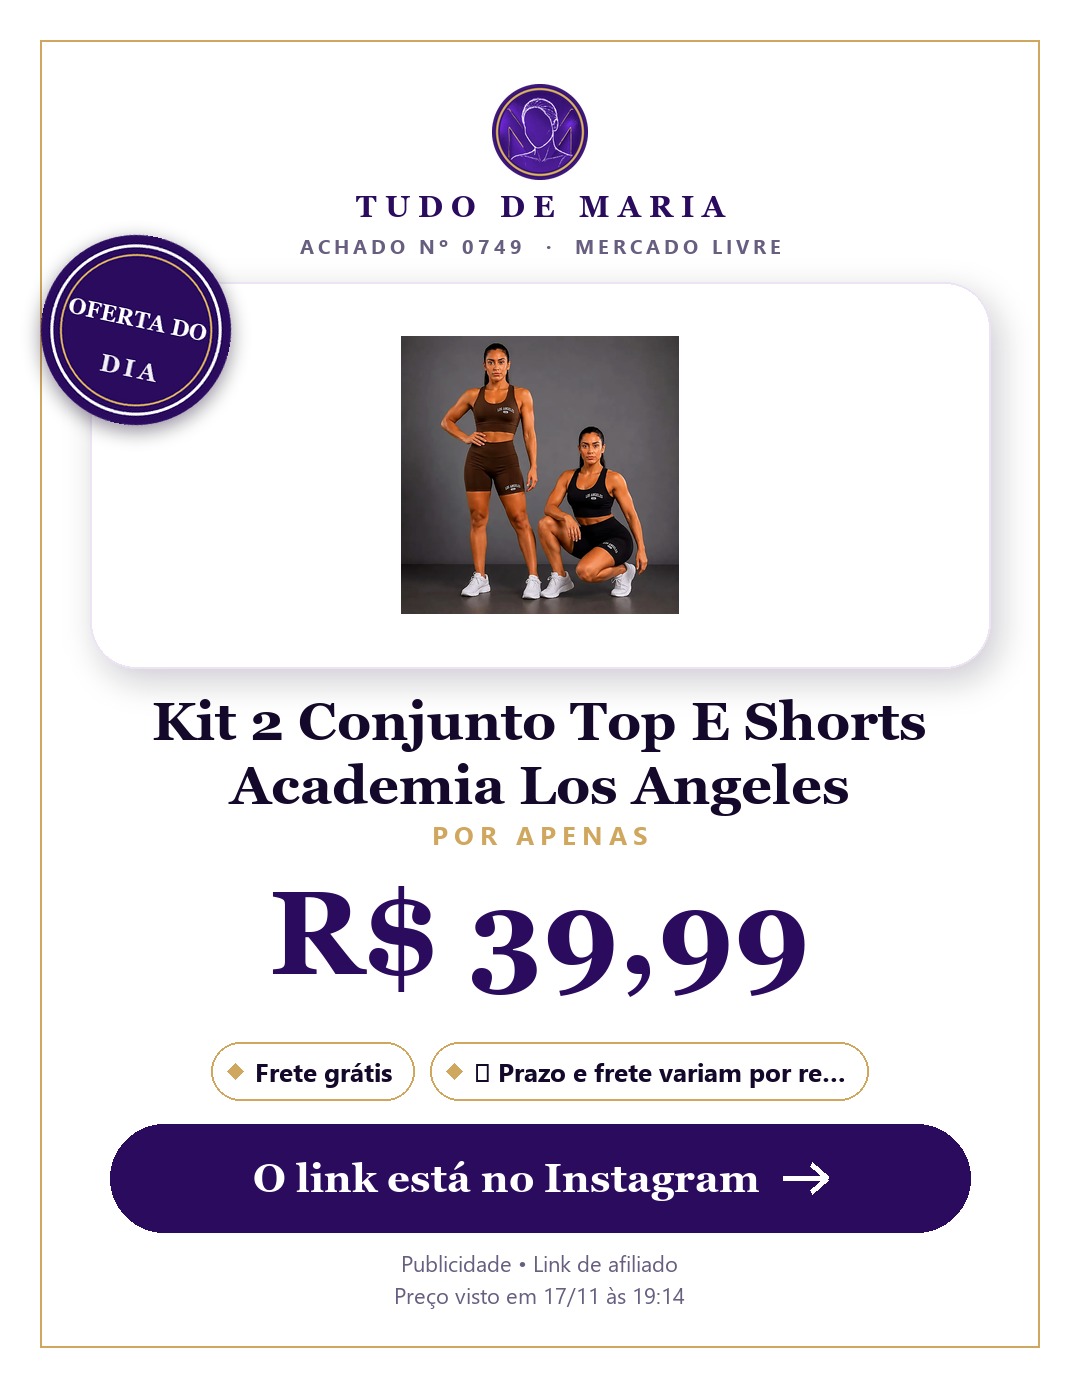 TUDO DE MARIA
ACHADO Nº 0749 · MERCADO LIVRE
OFERTA DO
DIA
Kit 2 Conjunto Top E Shorts
Academia Los Angeles
POR APENAS
R$ 39,99
Frete grátis
Prazo e frete variam por re...
O link está no Instagram →
Publicidade • Link de afiliado
Preço visto em 17/11 às 19:14